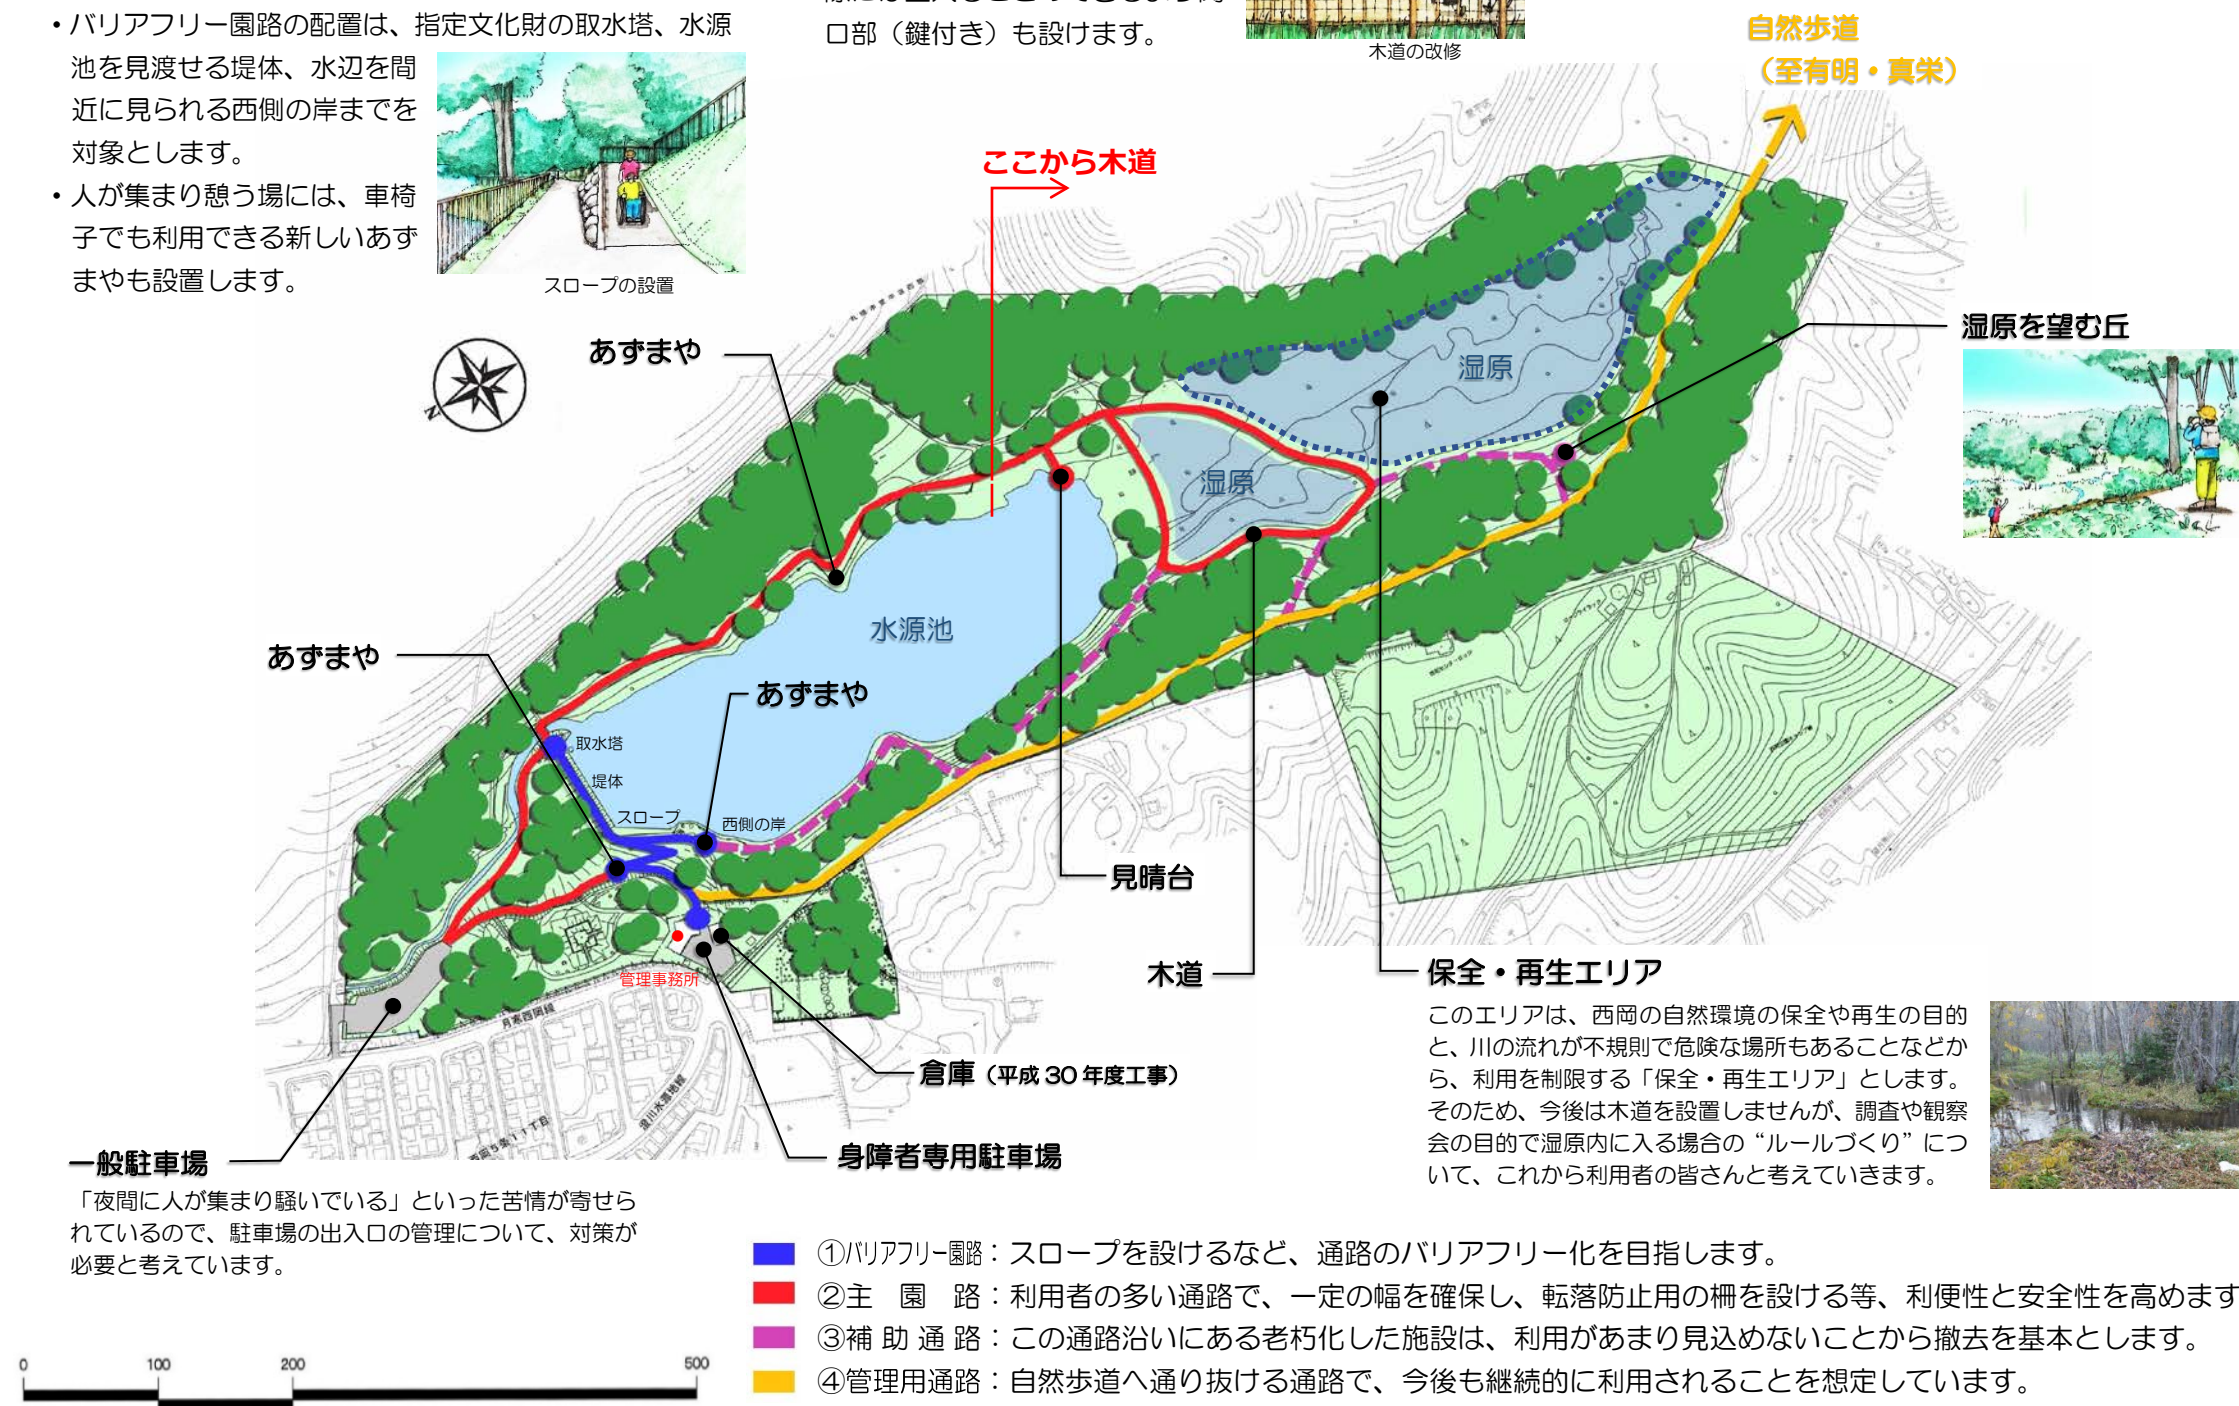 ・バリアフリー園路の配置は、指定文化財の取水塔、水源
池を見渡せる堤体、水辺を間
近に見られる西側の岸までを
対象とします。
・人が集まり憩う場には、車椅
子でも利用できる新しいあず
まやも設置します。
スロープの設置
口部（鍵付き）も設けます。
木道の改修
自然歩道
（至有明・真栄）
ここから木道
湿原を望む丘
あずまや
湿原
湿原
水源池
あずまや
あずまや
取水塔
堤体
スロープ
西側の岸
見晴台
木道
管理事務所
月寒西岡線
西岡5条11丁目
N
倉庫（平成30年度工事）
身障者専用駐車場
保全・再生エリア
このエリアは、西岡の自然環境の保全や再生の目的
と、川の流れが不規則で危険な場所もあることなどか
ら、利用を制限する「保全・再生エリア」とします。
そのため、今後は木道を設置しませんが、調査や観察
会の目的で湿原内に入る場合の“ルールづくり”につ
いて、これから利用者の皆さんと考えていきます。
一般駐車場
「夜間に人が集まり騒いでいる」といった苦情が寄せら
れているので、駐車場の出入口の管理について、対策が
必要と考えています。
①バリアフリー園路：スロープを設けるなど、通路のバリアフリー化を目指します。
②主　園　路：利用者の多い通路で、一定の幅を確保し、転落防止用の柵を設ける等、利便性と安全性を高めます
③補 助 通 路：この通路沿いにある老朽化した施設は、利用があまり見込めないことから撤去を基本とします。
④管理用通路：自然歩道へ通り抜ける通路で、今後も継続的に利用されることを想定しています。
0 100 200 500